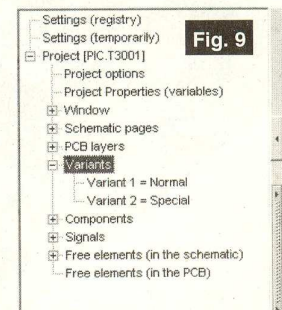 Settings (registry)
Settings (temporarily)
Fig. 9
Project [PIC.T3001]
Project options
Project Properties (variables)
Window
Schematic pages
PCB layers
Variants
Variant 1 = Normal
Variant 2 = Special
Components
Signals
Free elements (in the schematic)
Free elements (in the PCB)